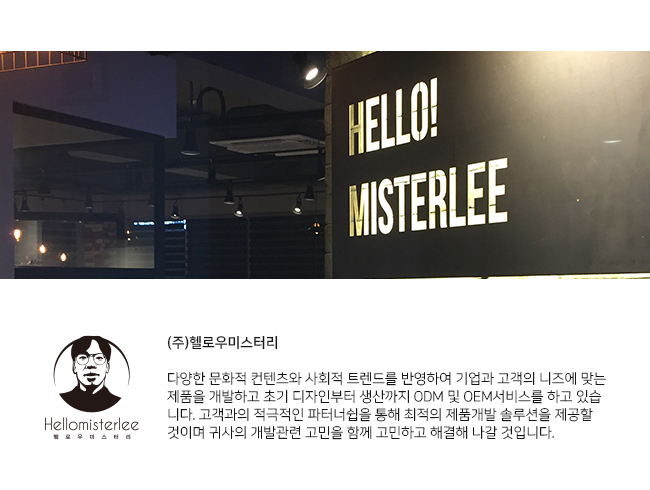 HELLO!
MISTERLEE
(주)헬로우미스터리
다양한 문화적 컨텐츠와 사회적 트렌드를 반영하여 기업과 고객의 니즈에 맞는
제품을 개발하고 초기 디자인부터 생산까지 ODM 및 OEM서비스를 하고 있습
니다. 고객과의 적극적인 파터너쉽을 통해 최적의 제품개발 솔루션을 제공할
것이며 귀사의 개발관련 고민을 함께 고민하고 해결해 나갈 것입니다.
Hellomisterlee
헬로우미스터리